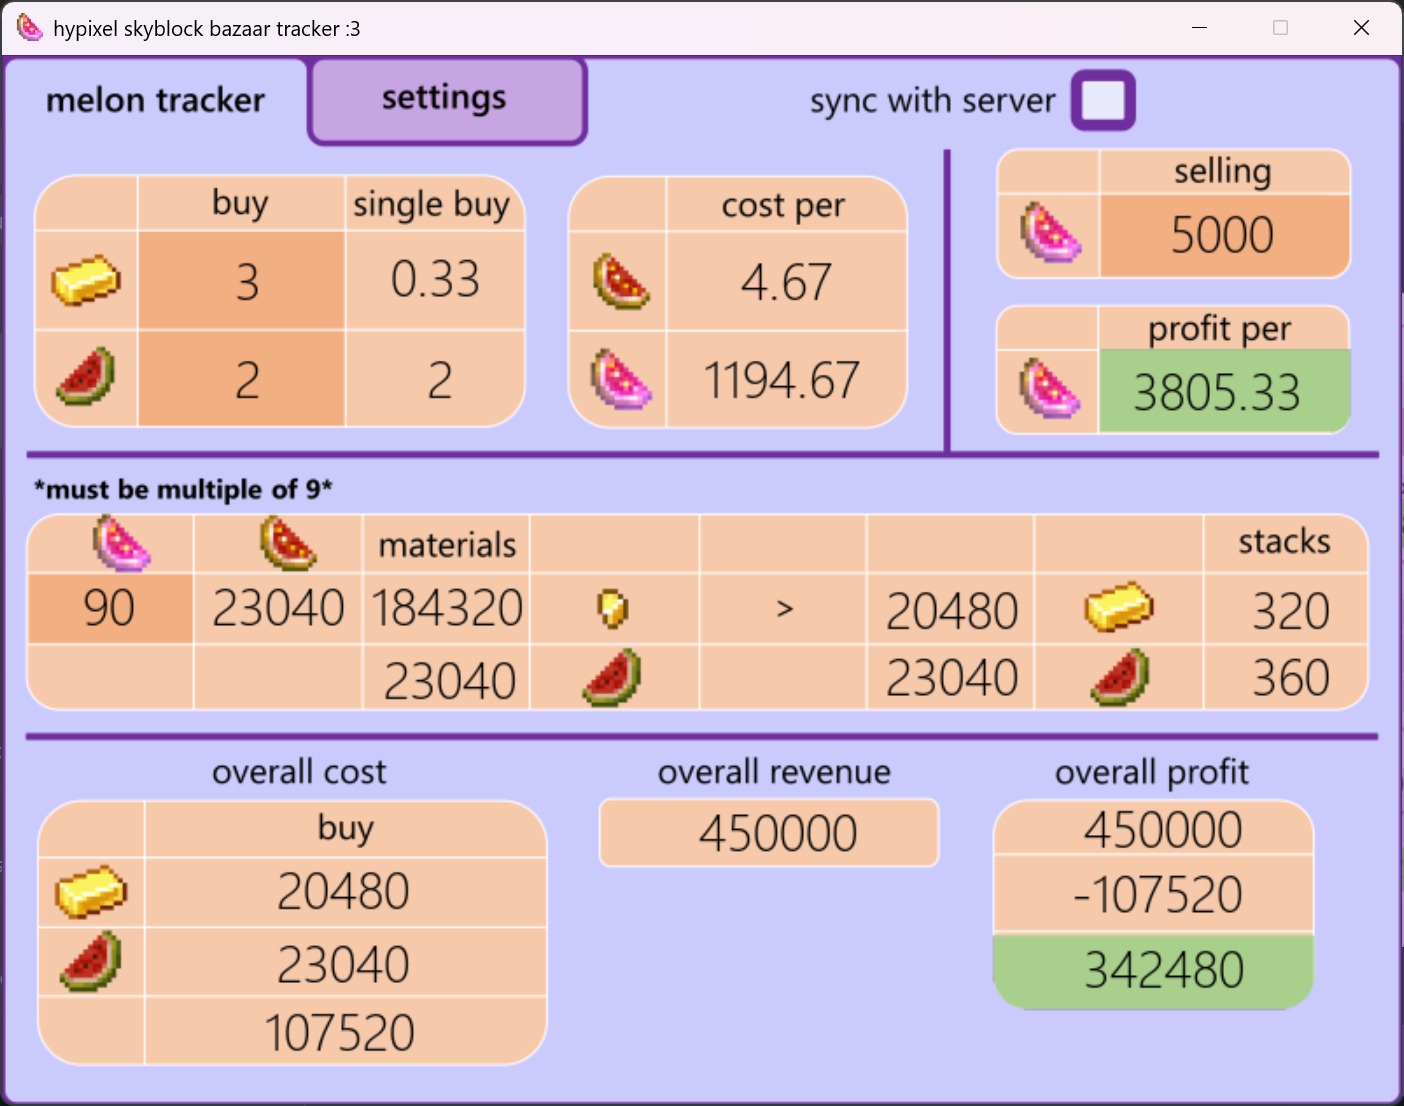 hypixel skyblock bazaar tracker :3
melon tracker
settings
sync with server
buy
single buy
3
0.33
2
2
cost per
4.67
1194.67
selling
5000
profit per
3805.33
*must be multiple of 9*
materials
stacks
90
23040
184320
>
20480
320
23040
23040
360
overall cost
buy
20480
23040
107520
overall revenue
450000
overall profit
450000
-107520
342480